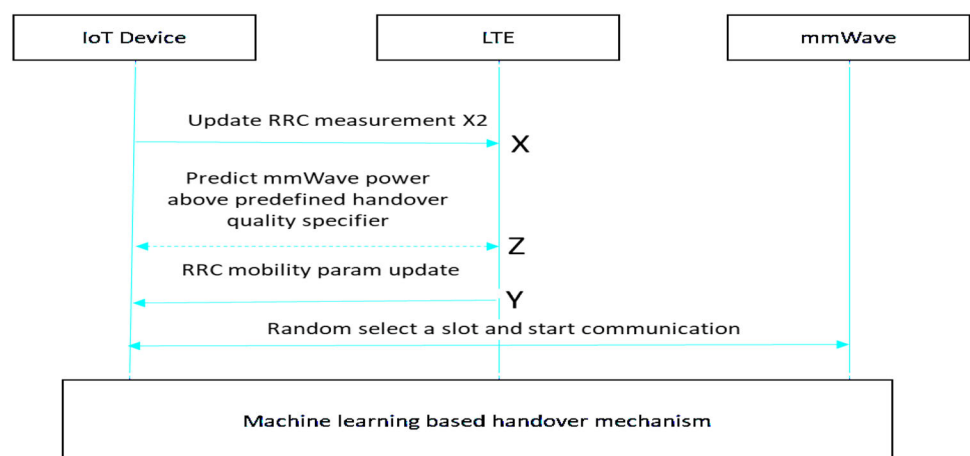 IoT Device
LTE
mmWave
Update RRC measurement X2
X
Predict mmWave power
above predefined handover
quality specifier
Z
RRC mobility param update
Y
Random select a slot and start communication
Machine learning based handover mechanism